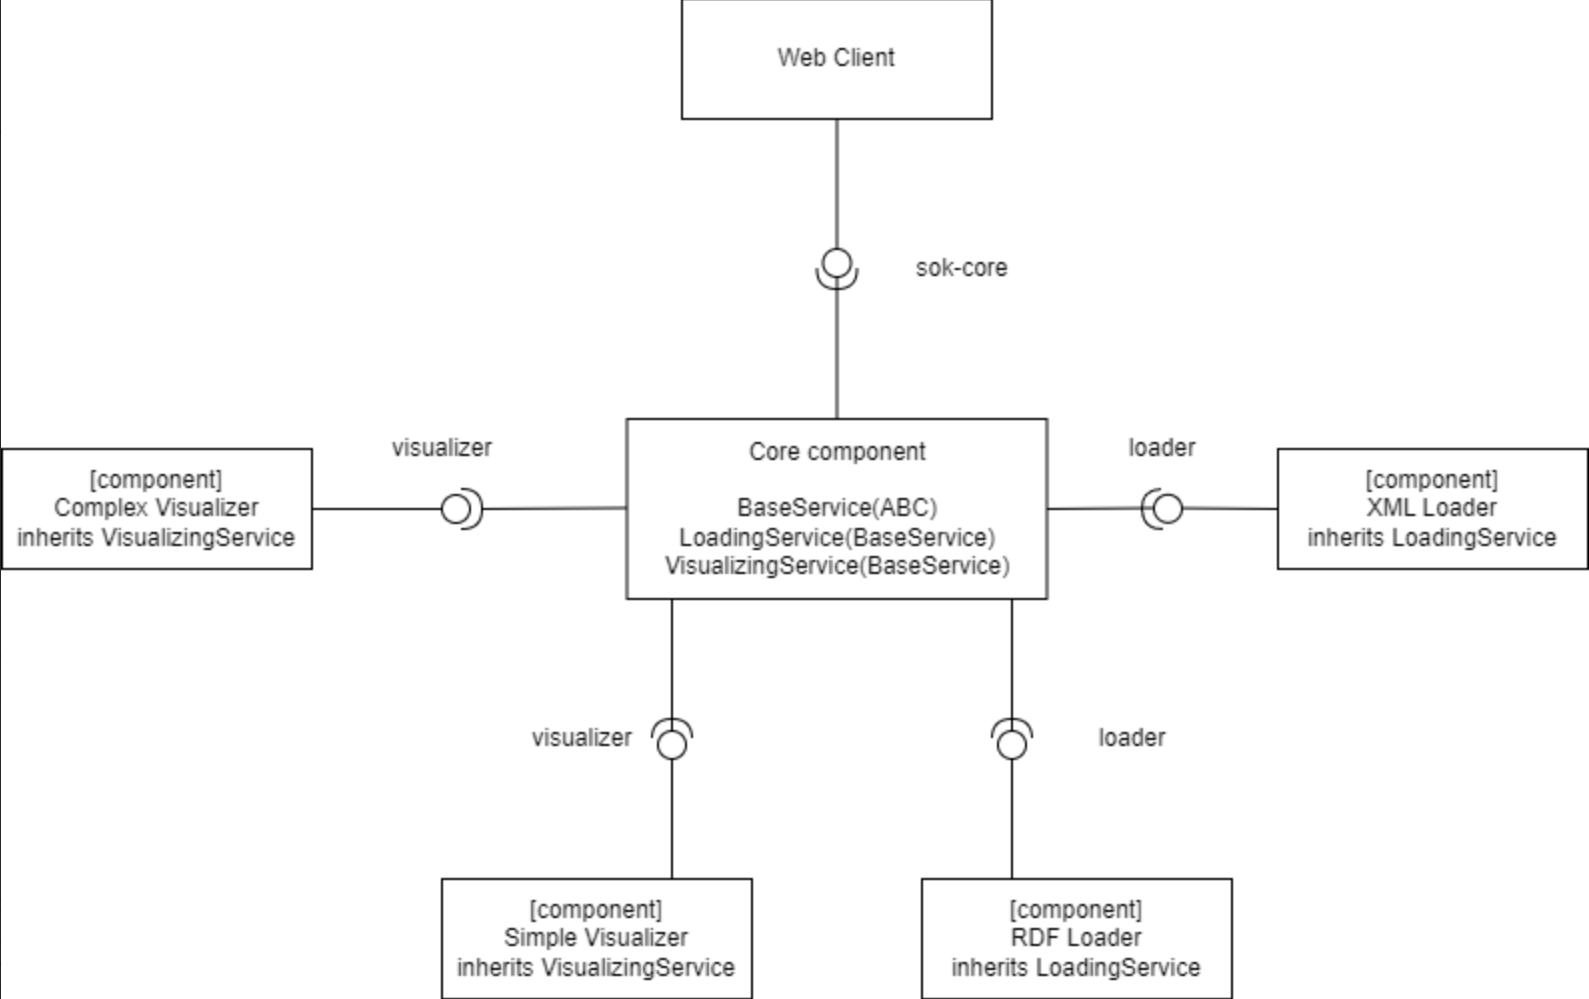 Web Client
sok-core
visualizer
Core component
loader
[component]
Complex Visualizer
inherits VisualizingService
BaseService(ABC)
LoadingService(BaseService)
VisualizingService(BaseService)
[component]
XML Loader
inherits LoadingService
visualizer
loader
[component]
Simple Visualizer
inherits VisualizingService
[component]
RDF Loader
inherits LoadingService